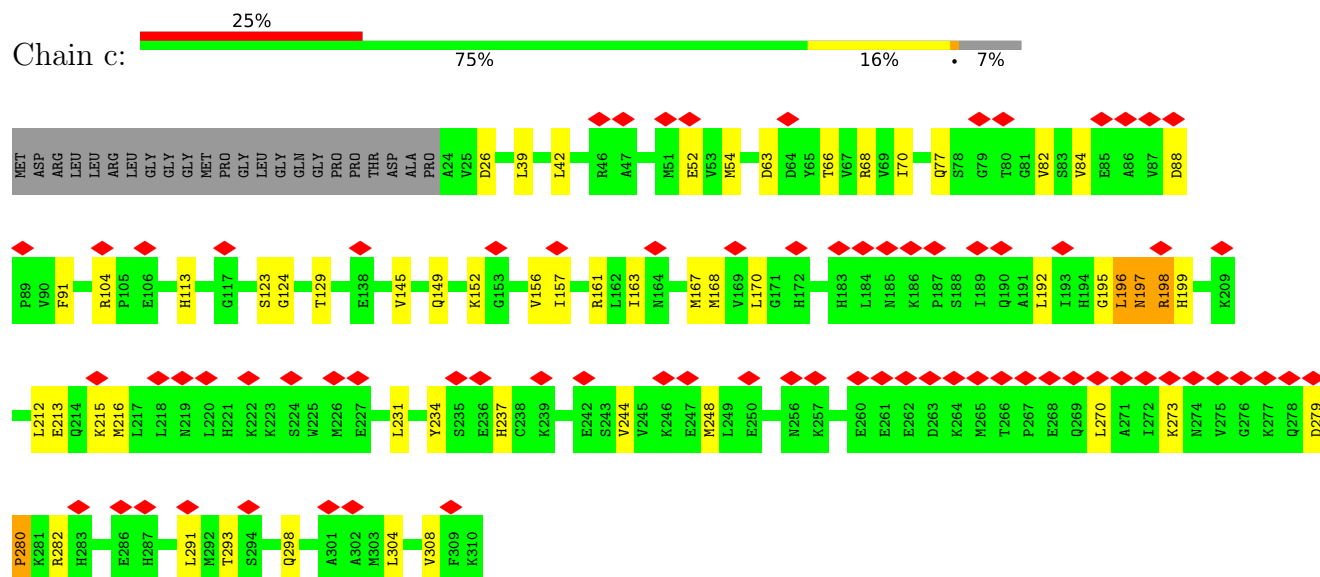 25%
Chain c:
75% 16% • 7%
MET ASP ARG LEU LEU ARG LEU GLY GLY GLY MET PRO GLY LEU GLY GLN GLY PRO PRO THR ASP ALA PRO A24 V25 D26 L39 L42 R46 A47 M51 E52 V53 M54 D63 D64 Y65 T66 V67 R68 V69 I70 Q77 S78 G79 T80 G81 V82 S83 V84 E85 A86 V87 D88
P89 V90 F91 R104 P105 E106 H113 G117 S123 G124 T129 E138 V145 Q149 K152 G153 V156 I157 R161 L162 I163 N164 M167 M168 V169 L170 G171 H172 H183 L184 N185 K186 P187 S188 I189 Q190 A191 L192 I193 H194 G195 L196 N197 R198 H199 K209
L212 E213 Q214 K215 M216 L217 L218 N219 L220 H221 K222 K223 S224 W225 M226 E227 L231 Y234 S235 E236 H237 C238 K239 E242 S243 V244 V245 K246 E247 M248 L249 E250 N256 K257 E260 E261 E262 D263 K264 M265 T266 P267 E268 Q269 L270 A271 I272 K273 N274 V275 G276 K277 Q278 D279
P280 K281 R282 H283 E286 H287 L291 M292 T293 S294 Q298 A301 A302 M303 L304 V308 F309 K310